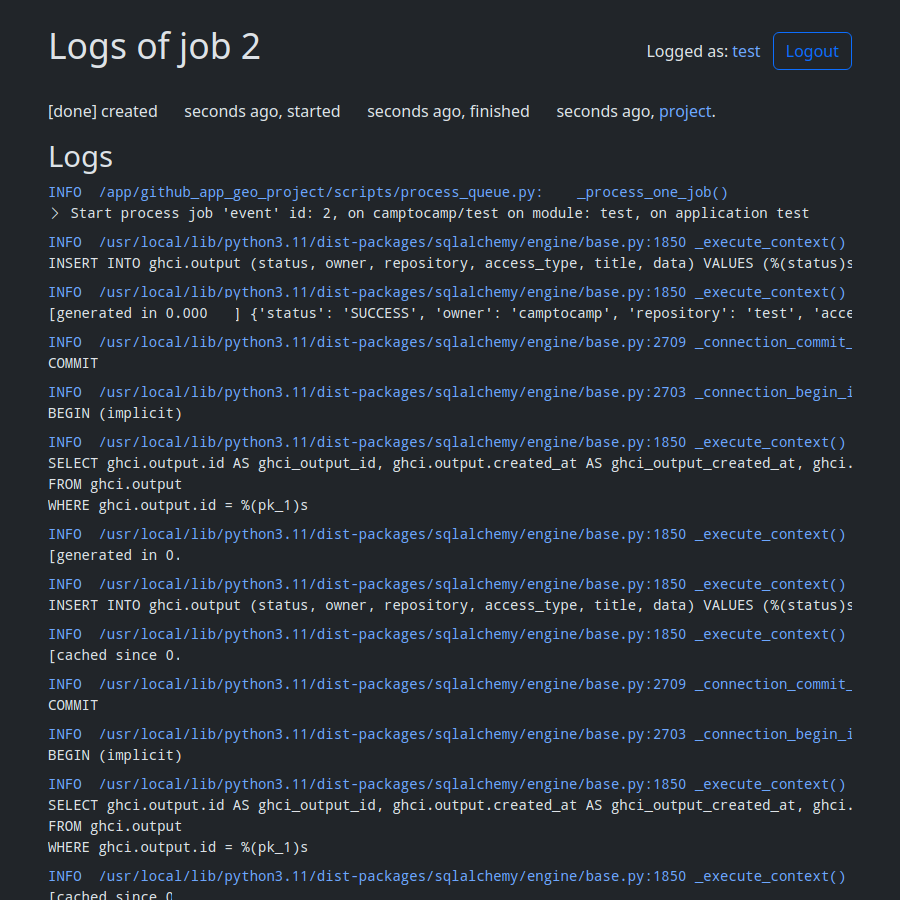 Logs of job 2
Logged as: test Logout
[done] created seconds ago, started seconds ago, finished seconds ago, project.
Logs
INFO /app/github_app_geo_project/scripts/process_queue.py: _process_one_job()
> Start process job 'event' id: 2, on camptocamp/test on module: test, on application test
INFO /usr/local/lib/python3.11/dist-packages/sqlalchemy/engine/base.py:1850 _execute_context()
INSERT INTO ghci.output (status, owner, repository, access_type, title, data) VALUES (%(status)s
INFO /usr/local/lib/python3.11/dist-packages/sqlalchemy/engine/base.py:1850 _execute_context()
[generated in 0.000 ] {'status': 'SUCCESS', 'owner': 'camptocamp', 'repository': 'test', 'acce
INFO /usr/local/lib/python3.11/dist-packages/sqlalchemy/engine/base.py:2709 _connection_commit_
COMMIT
INFO /usr/local/lib/python3.11/dist-packages/sqlalchemy/engine/base.py:2703 _connection_begin_i
BEGIN (implicit)
INFO /usr/local/lib/python3.11/dist-packages/sqlalchemy/engine/base.py:1850 _execute_context()
SELECT ghci.output.id AS ghci_output_id, ghci.output.created_at AS ghci_output_created_at, ghci.
FROM ghci.output
WHERE ghci.output.id = %(pk_1)s
INFO /usr/local/lib/python3.11/dist-packages/sqlalchemy/engine/base.py:1850 _execute_context()
[generated in 0.
INFO /usr/local/lib/python3.11/dist-packages/sqlalchemy/engine/base.py:1850 _execute_context()
INSERT INTO ghci.output (status, owner, repository, access_type, title, data) VALUES (%(status)s
INFO /usr/local/lib/python3.11/dist-packages/sqlalchemy/engine/base.py:1850 _execute_context()
[cached since 0.
INFO /usr/local/lib/python3.11/dist-packages/sqlalchemy/engine/base.py:2709 _connection_commit_
COMMIT
INFO /usr/local/lib/python3.11/dist-packages/sqlalchemy/engine/base.py:2703 _connection_begin_i
BEGIN (implicit)
INFO /usr/local/lib/python3.11/dist-packages/sqlalchemy/engine/base.py:1850 _execute_context()
SELECT ghci.output.id AS ghci_output_id, ghci.output.created_at AS ghci_output_created_at, ghci.
FROM ghci.output
WHERE ghci.output.id = %(pk_1)s
INFO /usr/local/lib/python3.11/dist-packages/sqlalchemy/engine/base.py:1850 _execute_context()
[cached since 0